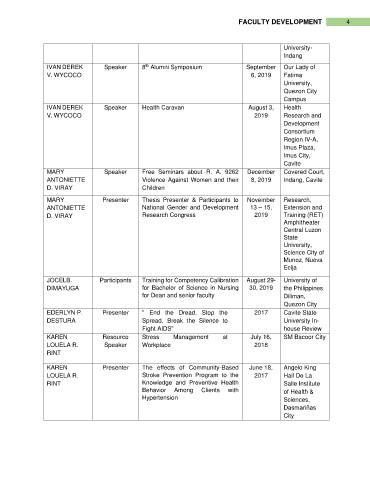 FACULTY DEVELOPMENT 4
University-
Indang
IVAN DEREK
V. WYCOCO
Speaker
8th Alumni Symposium
September
6, 2019
Our Lady of
Fatima
University,
Quezon City
Campus
IVAN DEREK
V. WYCOCO
Speaker
Health Caravan
August 3,
2019
Health
Research and
Development
Consortium
Region IV-A,
Imus Plaza,
Imus City,
Cavite
MARY
ANTONIETTE
D. VIRAY
Speaker
Free Seminars about R. A. 9262
Violence Against Women and their
Children
December
8, 2019
Covered Court,
Indang, Cavite
MARY
ANTONIETTE
D. VIRAY
Presenter
Thesis Presenter & Participants to
National Gender and Development
Research Congress
November
13 – 15,
2019
Research,
Extension and
Training (RET)
Amphitheater
Central Luzon
State
University,
Science City of
Munoz, Nueva
Ecija
JOCELB.
DIMAYUGA
Participants
Training for Competency Calibration
for Bachelor of Science in Nursing
for Dean and senior faculty
August 29-
30, 2019
University of
the Philippines
Diliman,
Quezon City
EDERLYN P.
DESTURA
Presenter
" End the Dread, Stop the
Spread, Break the Silence to
Fight AIDS"
2017
Cavite State
University In-
house Review
KAREN
LOUELA R.
RINT
Resource
Speaker
Stress Management at
Workplace
July 18,
2018
SM Bacoor City
KAREN
LOUELA R.
RINT
Presenter
The effects of Community-Based
Stroke Prevention Program to the
Knowledge and Preventive Health
Behavior Among Clients with
Hypertension
June 18,
2017
Angelo King
Hall De La
Salle Institute
of Health &
Sciences,
Dasmariñas
City